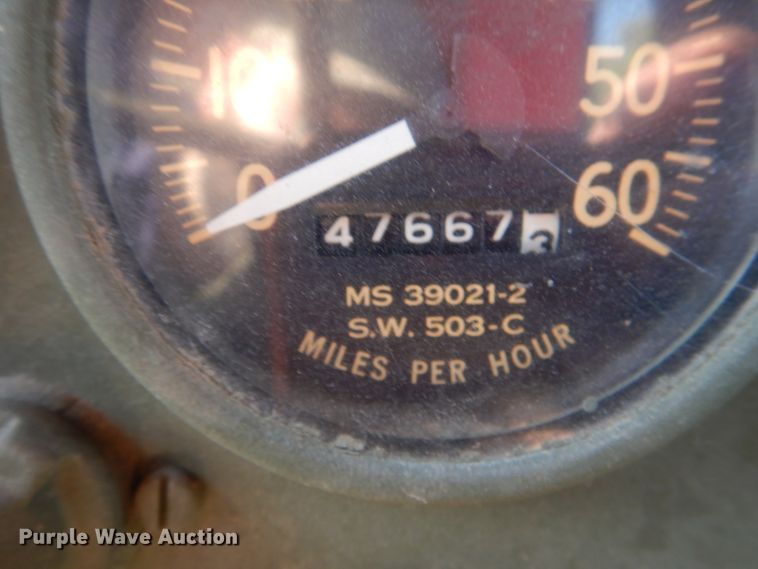 10
50
0
60
476673
MS 39021-2
S.W. 503-C
MILES PER HOUR
Purple Wave Auction